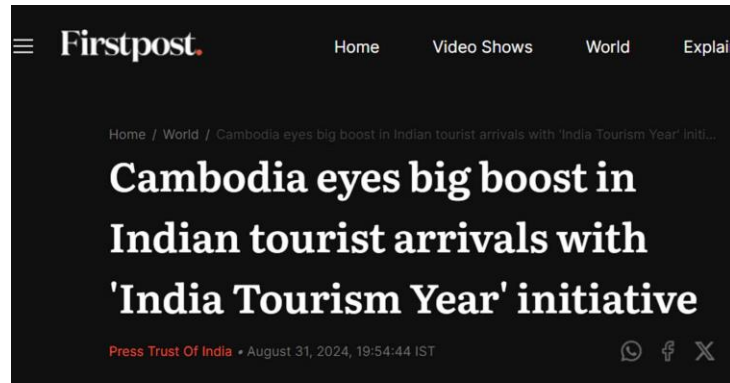 Firstpost.
Home Video Shows World Explai
Home / World / Cambodia eyes big boost in Indian tourist arrivals with 'India Tourism Year' initi...
Cambodia eyes big boost in
Indian tourist arrivals with
'India Tourism Year' initiative
Press Trust Of India • August 31, 2024, 19:54:44 IST